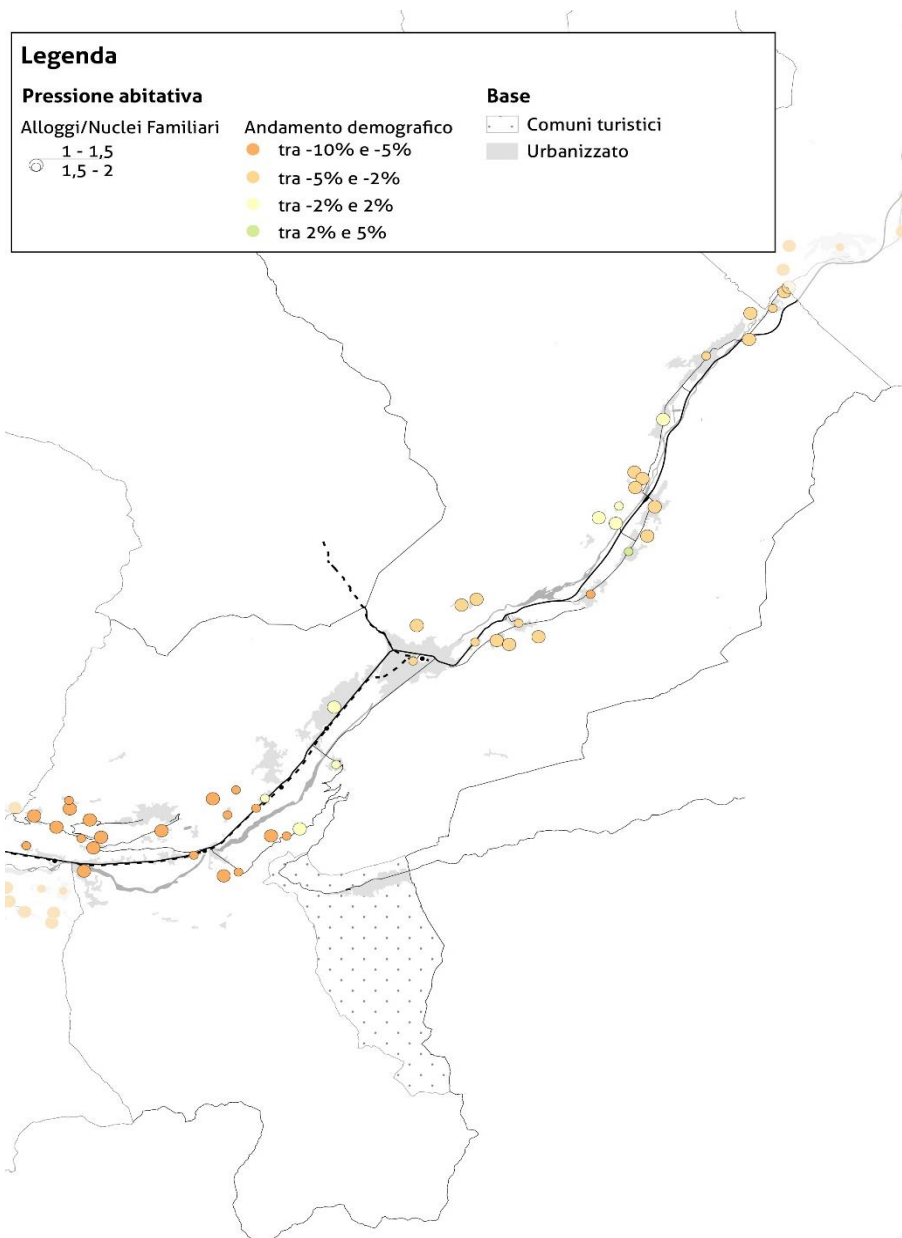 Legenda
Pressione abitativa
Alloggi/Nuclei Familiari
1 - 1,5
1,5 - 2
Andamento demografico
tra -10% e -5%
tra -5% e -2%
tra -2% e 2%
tra 2% e 5%
Base
Comuni turistici
Urbanizzato